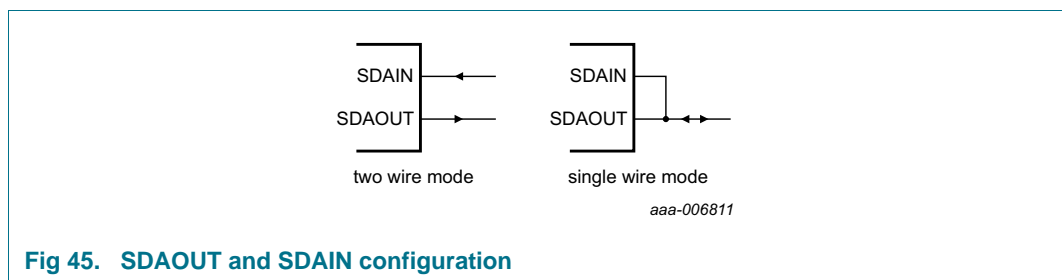 SDAIN
SDAOUT
two wire mode
SDAIN
SDAOUT
single wire mode
aaa-006811
Fig 45. SDAOUT and SDAIN configuration